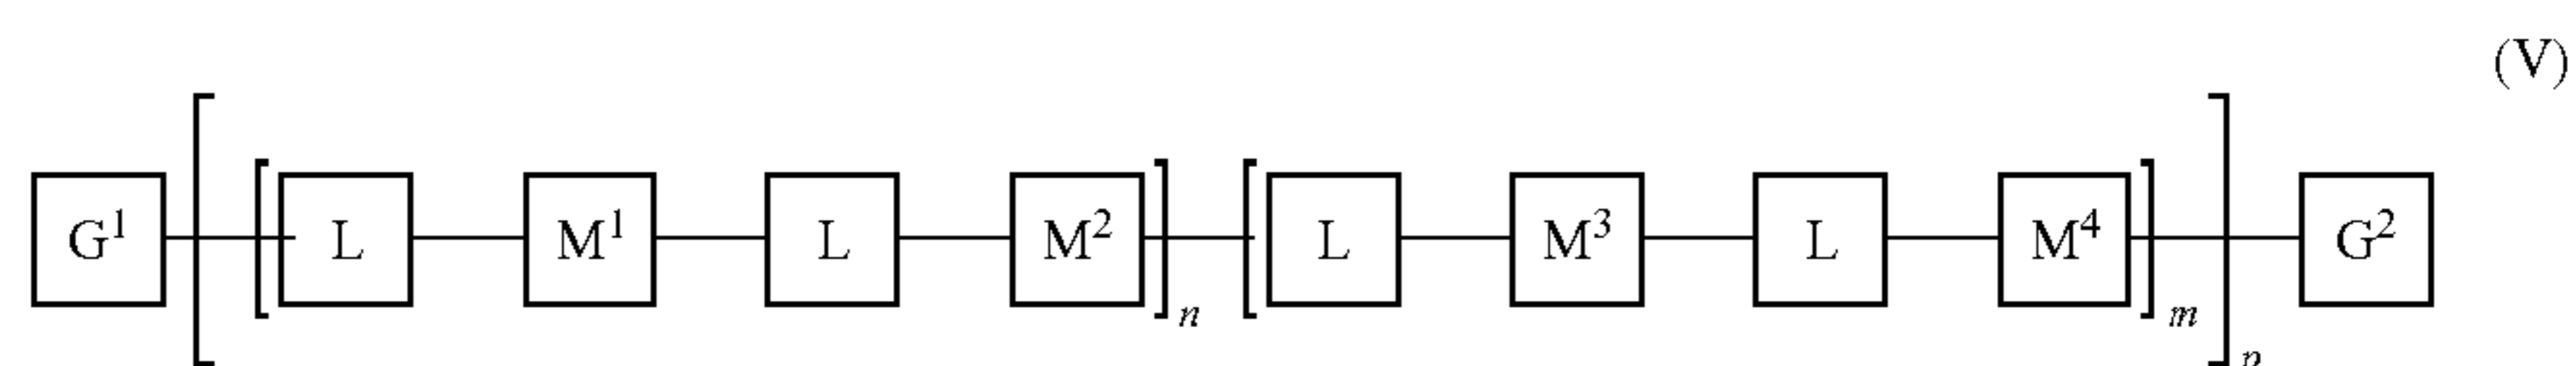 (V)
G¹ L M¹ L M² n L M³ L M⁴ m G²
p